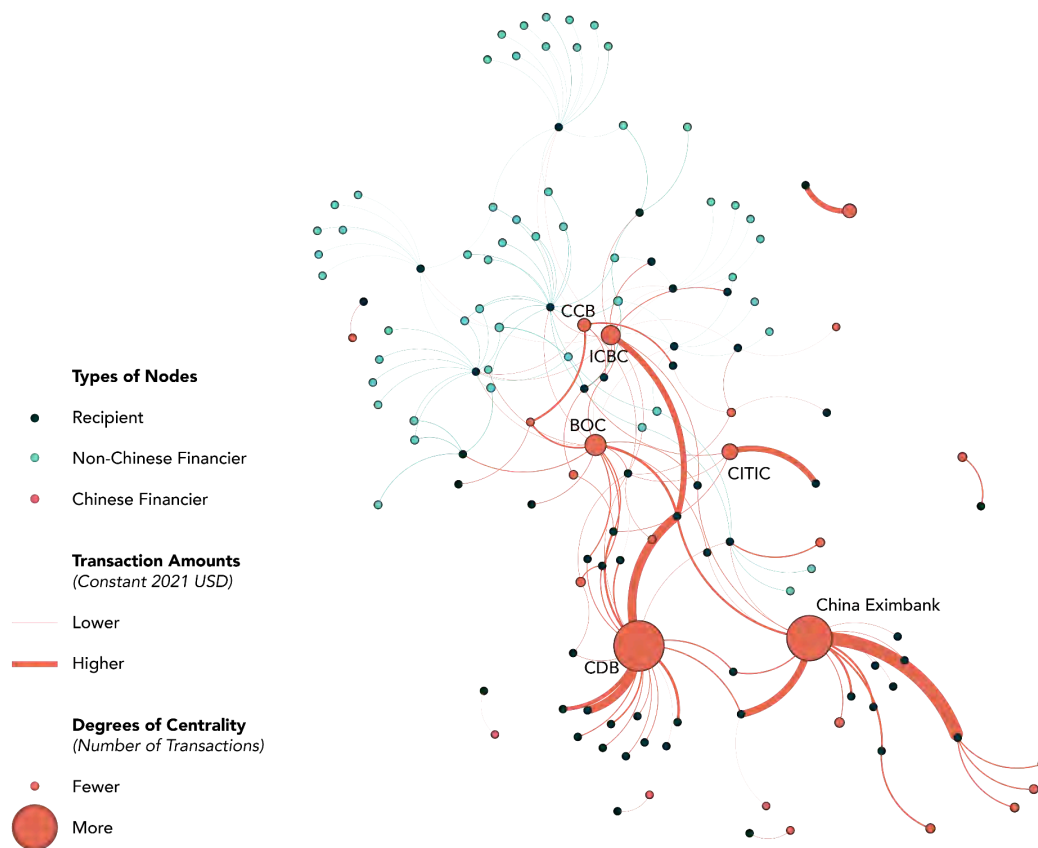 CCB
ICBC
BOC
CITIC
China Eximbank
CDB
Types of Nodes
Recipient
Non-Chinese Financier
Chinese Financier
Transaction Amounts
(Constant 2021 USD)
Lower
Higher
Degrees of Centrality
(Number of Transactions)
Fewer
More